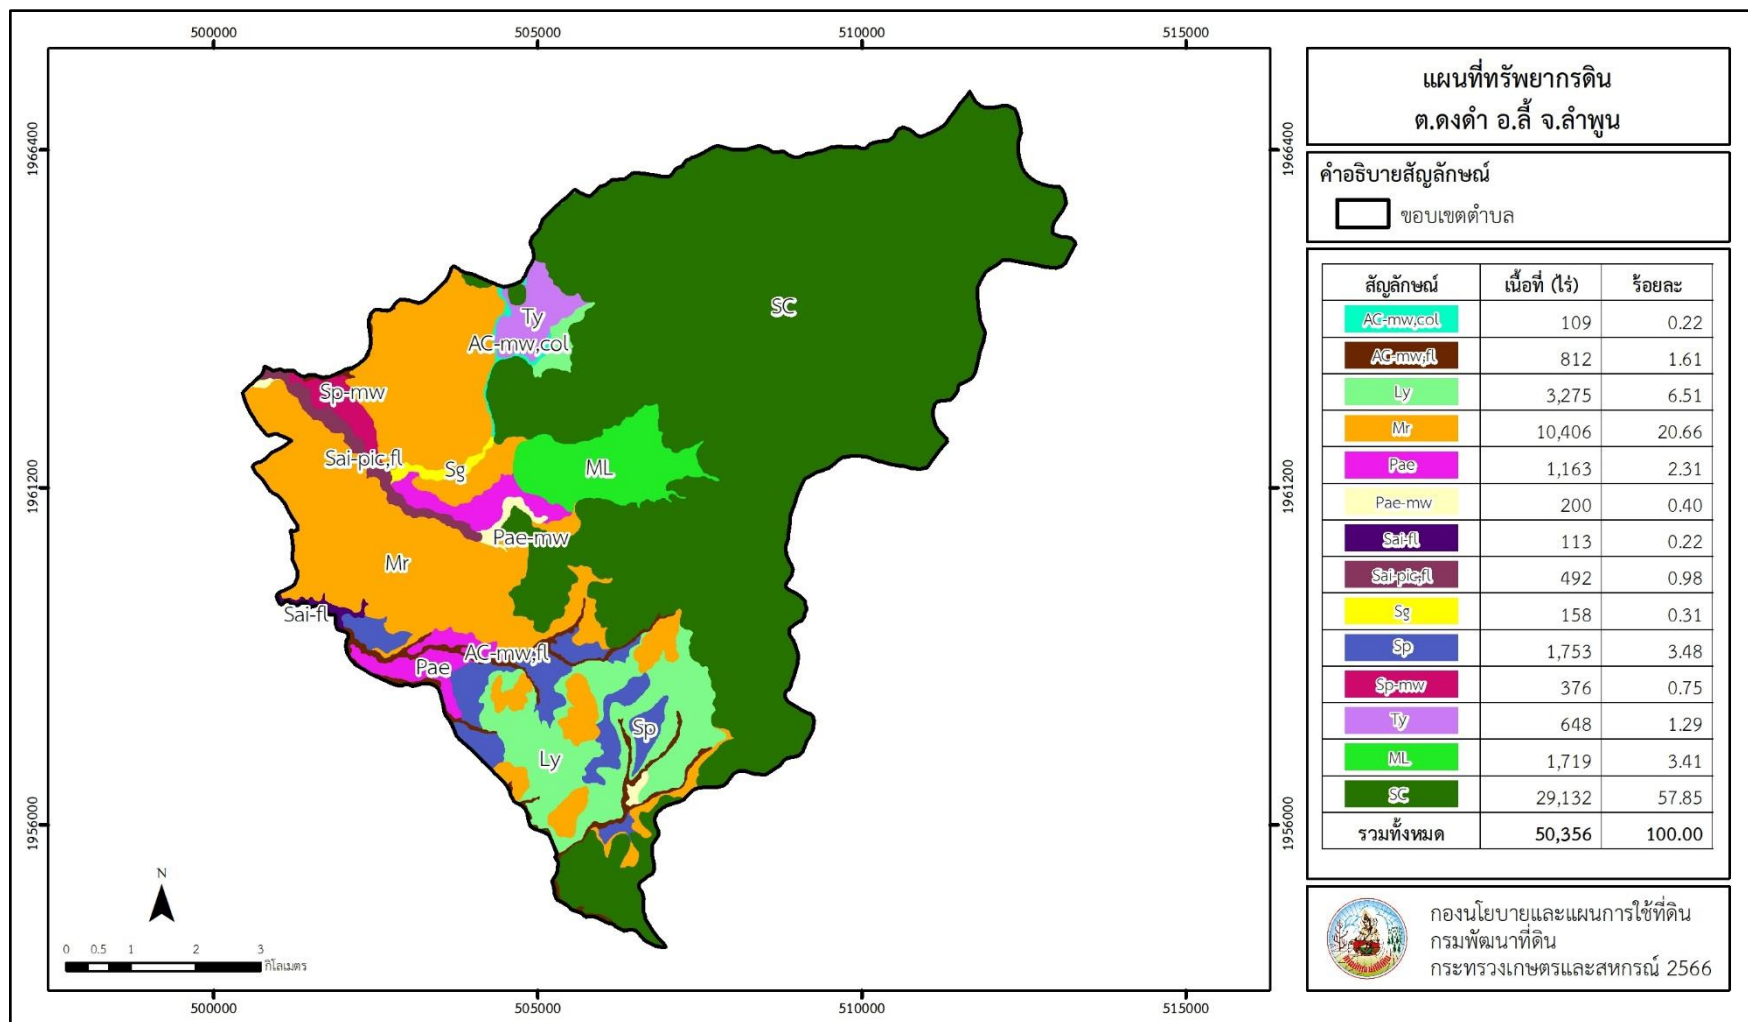 500000 505000 510000 515000
แผนที่ทรัพยากรดิน
ต.ดงดำ อ.ลี้ จ.ลำพูน
คำอธิบายสัญลักษณ์
ขอบเขตตำบล
สัญลักษณ์ เนื้อที่ (ไร่) ร้อยละ
AC-mw,col 109 0.22
AC-mw,fl 812 1.61
Ly 3,275 6.51
Mr 10,406 20.66
Pae 1,163 2.31
Pae-mw 200 0.40
Sai-fl 113 0.22
Sai-pic,fl 492 0.98
Sg 158 0.31
Sp 1,753 3.48
Sp-mw 376 0.75
Ty 648 1.29
ML 1,719 3.41
SC 29,132 57.85
รวมทั้งหมด 50,356 100.00
กองนโยบายและแผนการใช้ที่ดิน
กรมพัฒนาที่ดิน
กระทรวงเกษตรและสหกรณ์ 2566
1966400 1966400
SC
Ty
AC-mw,col
Sp-mw
Sai-pic,fl
Sg
ML
1961200 1961200
Pae-mw
Mr
Sai-fl
AC-mw,fl
Pae
Sp
Ly
1956000 1956000
N
0 0.5 1 2 3
กิโลเมตร
500000 505000 510000 515000